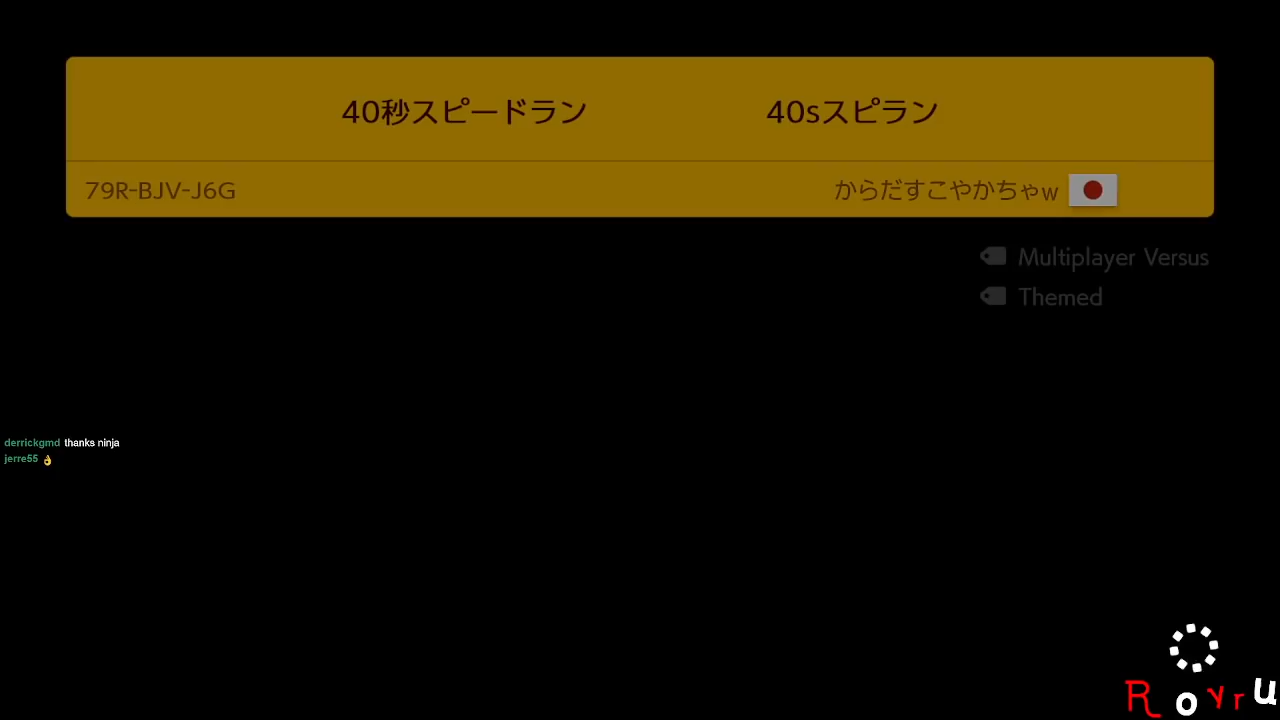 40秒スピードラン 40sスピラン
79R-BJV-J6G からだすこやかちゃw
Multiplayer Versus
Themed
derrickgmd thanks ninja
jerre55 👌
Royru